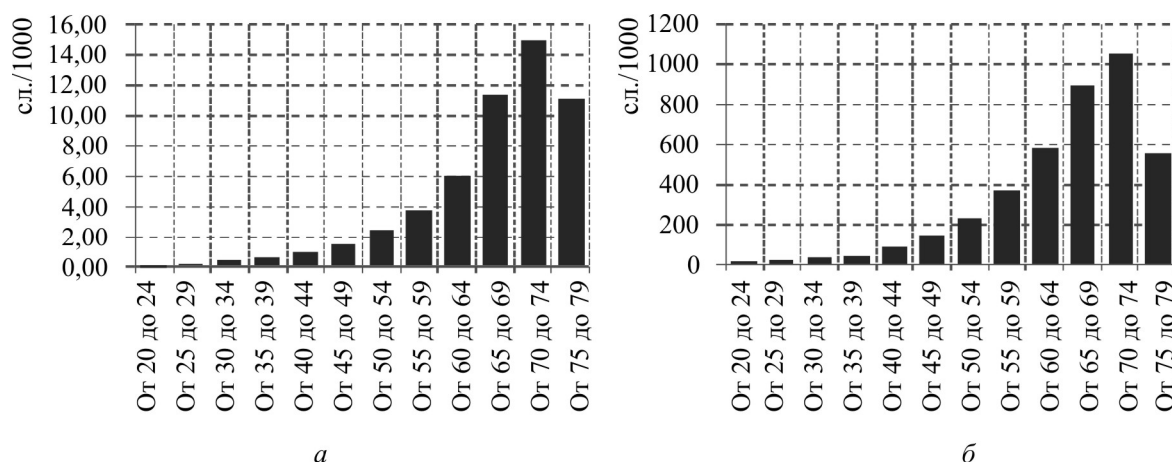 сл./1000
16,00
14,00
12,00
10,00
8,00
6,00
4,00
2,00
0,00
От 20 до 24
От 25 до 29
От 30 до 34
От 35 до 39
От 40 до 44
От 45 до 49
От 50 до 54
От 55 до 59
От 60 до 64
От 65 до 69
От 70 до 74
От 75 до 79
а
сл./1000
1200
1000
800
600
400
200
0
От 20 до 24
От 25 до 29
От 30 до 34
От 35 до 39
От 40 до 44
От 45 до 49
От 50 до 54
От 55 до 59
От 60 до 64
От 65 до 69
От 70 до 74
От 75 до 79
б